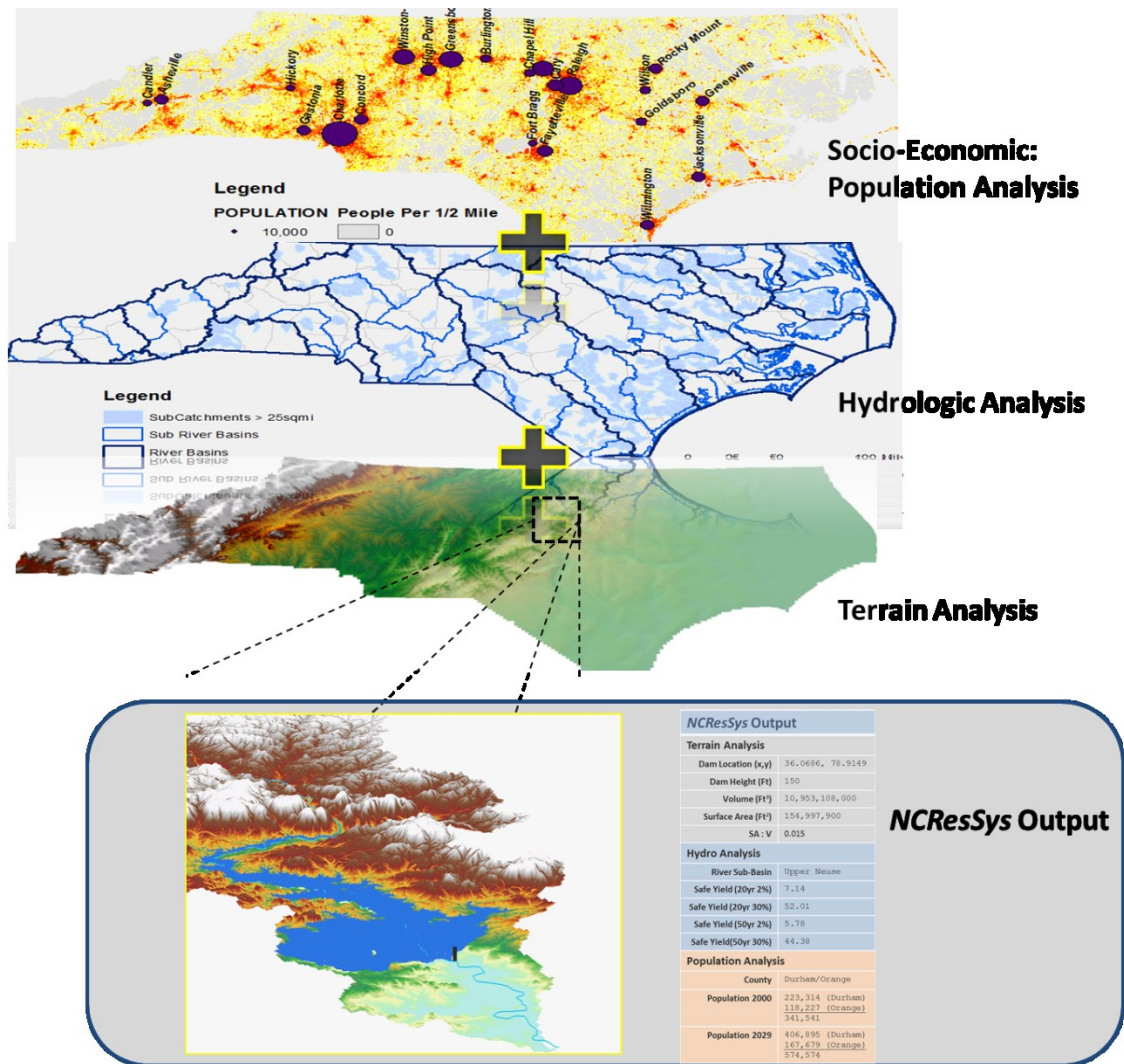 Candler
Asheville
Hickory
Gastonia
Charlotte
Concord
Winston-
High Point
Greensbo
Burlington
Chapel Hill
Cary
Raleigh
Fort Bragg
Fayetteville
Wilson
Rocky Mount
Goldsboro
Greenville
Jacksonville
Wilmington
Socio-Economic:
Population Analysis
Legend
POPULATION People Per 1/2 Mile
10,000 0
Hydrologic Analysis
Legend
SubCatchments > 25sqmi
Sub River Basins
River Basins
River Basins
Sub River Basins
Terrain Analysis
NCResSys Output
NCResSys Output
Terrain Analysis
Dam Location (x,y) 36.0686, 78.9149
Dam Height (Ft) 150
Volume (Ft³) 10,953,108,000
Surface Area (Ft²) 154,997,900
SA : V 0.015
Hydro Analysis
River Sub-Basin Upper Neuse
Safe Yield (20yr 2%) 7.14
Safe Yield (20yr 30%) 52.01
Safe Yield (50yr 2%) 5.78
Safe Yield(50yr 30%) 44.38
Population Analysis
County Durham/Orange
Population 2000 223,314 (Durham)
118,227 (Orange)
341,541
Population 2029 406,895 (Durham)
167,679 (Orange)
574,574